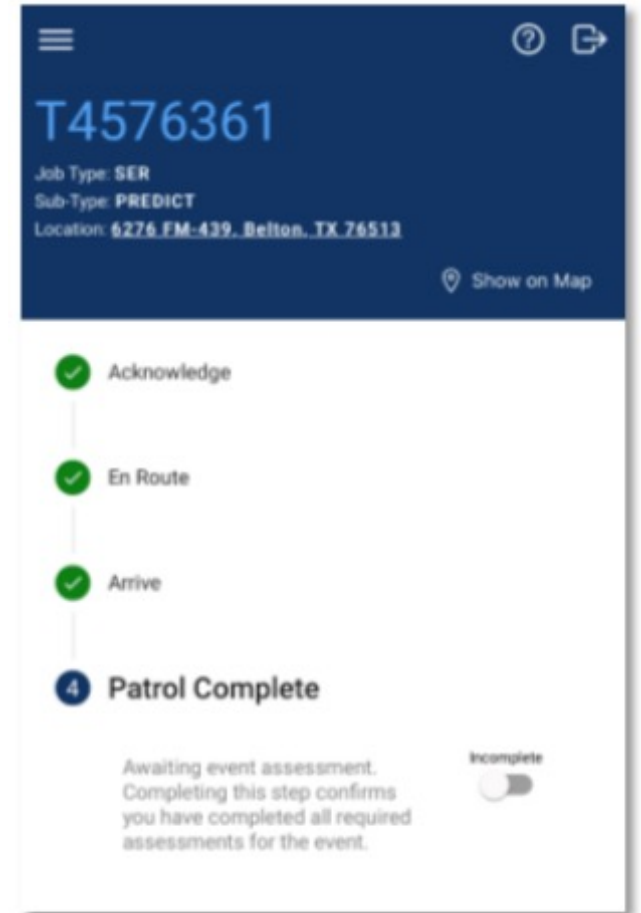 T4576361
Job Type: SER
Sub-Type: PREDICT
Location: 6276 FM-439, Belton, TX 76513
Show on Map
Acknowledge
En Route
Arrive
4 Patrol Complete
Incomplete
Awaiting event assessment.
Completing this step confirms
you have completed all required
assessments for the event.